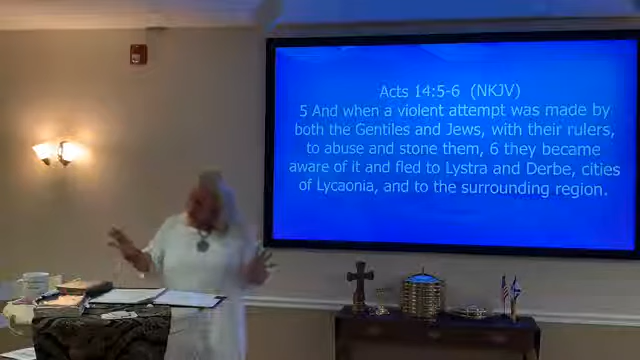 Acts 14:5-6 (NKJV)
5 And when a violent attempt was made by
both the Gentiles and Jews, with their rulers,
to abuse and stone them, 6 they became
aware of it and fled to Lystra and Derbe, cities
of Lycaonia, and to the surrounding region.